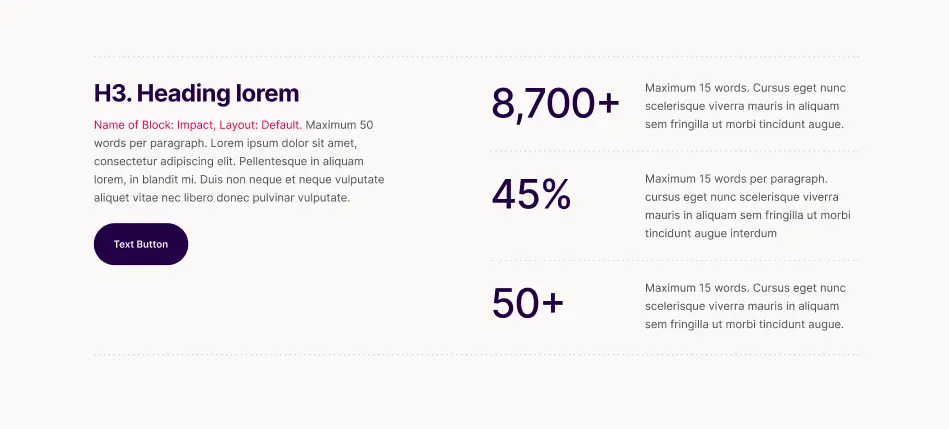 H3. Heading lorem
Name of Block: Impact, Layout: Default. Maximum 50
words per paragraph. Lorem ipsum dolor sit amet,
consectetur adipiscing elit. Pellentesque in aliquam
lorem, in blandit mi. Duis non neque et neque vulputate
aliquet vitae nec libero donec pulvinar vulputate.
Text Button
8,700+
Maximum 15 words. Cursus eget nunc
scelerisque viverra mauris in aliquam
sem fringilla ut morbi tincidunt augue.
45%
Maximum 15 words per paragraph.
cursus eget nunc scelerisque viverra
mauris in aliquam sem fringilla ut morbi
tincidunt augue interdum
50+
Maximum 15 words. Cursus eget nunc
scelerisque viverra mauris in aliquam
sem fringilla ut morbi tincidunt augue.